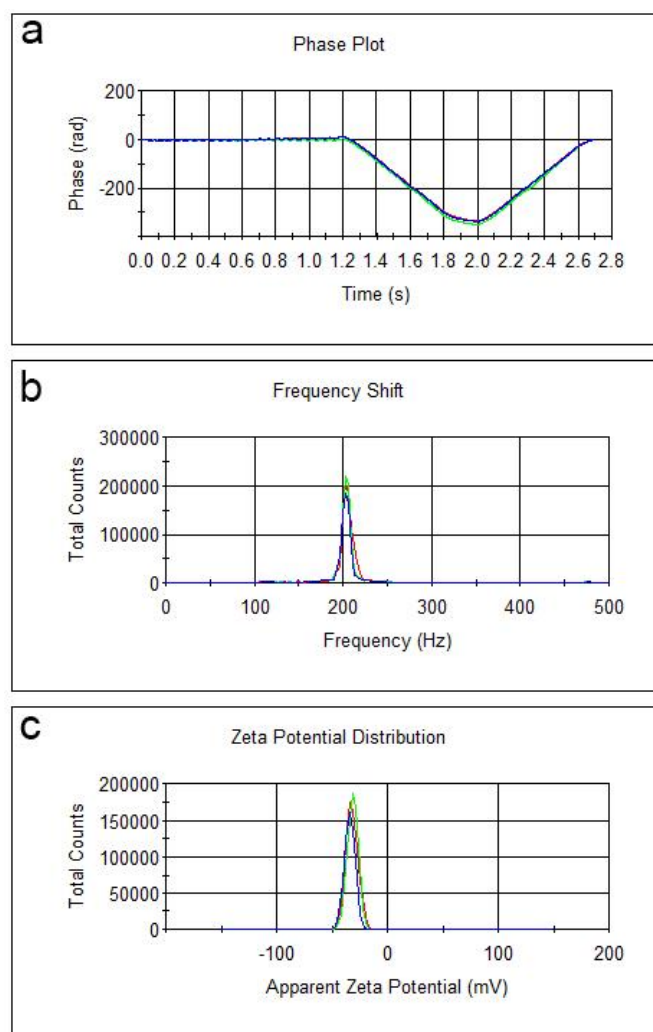 a
Phase Plot
200
0
-200
Phase (rad)
0.0 0.2 0.4 0.6 0.8 1.0 1.2 1.4 1.6 1.8 2.0 2.2 2.4 2.6 2.8
Time (s)
b
Frequency Shift
300000
200000
100000
0
Total Counts
0 100 200 300 400 500
Frequency (Hz)
c
Zeta Potential Distribution
200000
150000
100000
50000
0
Total Counts
-100 0 100 200
Apparent Zeta Potential (mV)